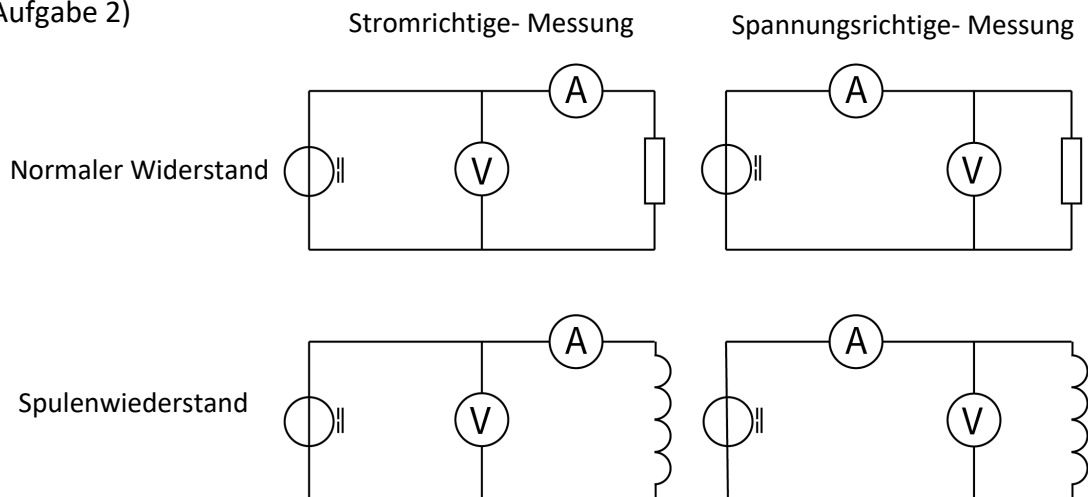 Aufgabe 2)
Stromrichtige- Messung
Spannungsrichtige- Messung
A
A
Normaler Widerstand
V
V
A
A
Spulenwiederstand
V
V